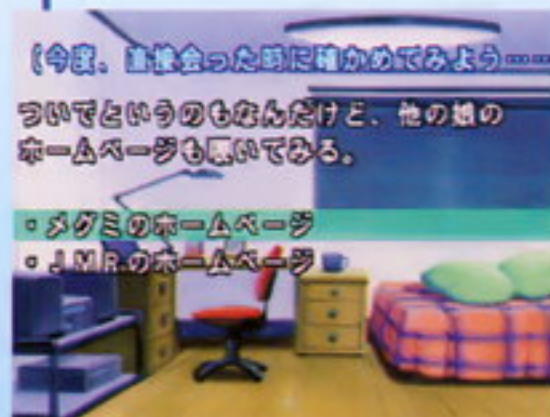 (今度、直接会った時に確かめてみよう……
ついでというのもなんだけど、他の娘の
ホームページも覗いてみる。
・メグミのホームページ
・J.M.R.のホームページ